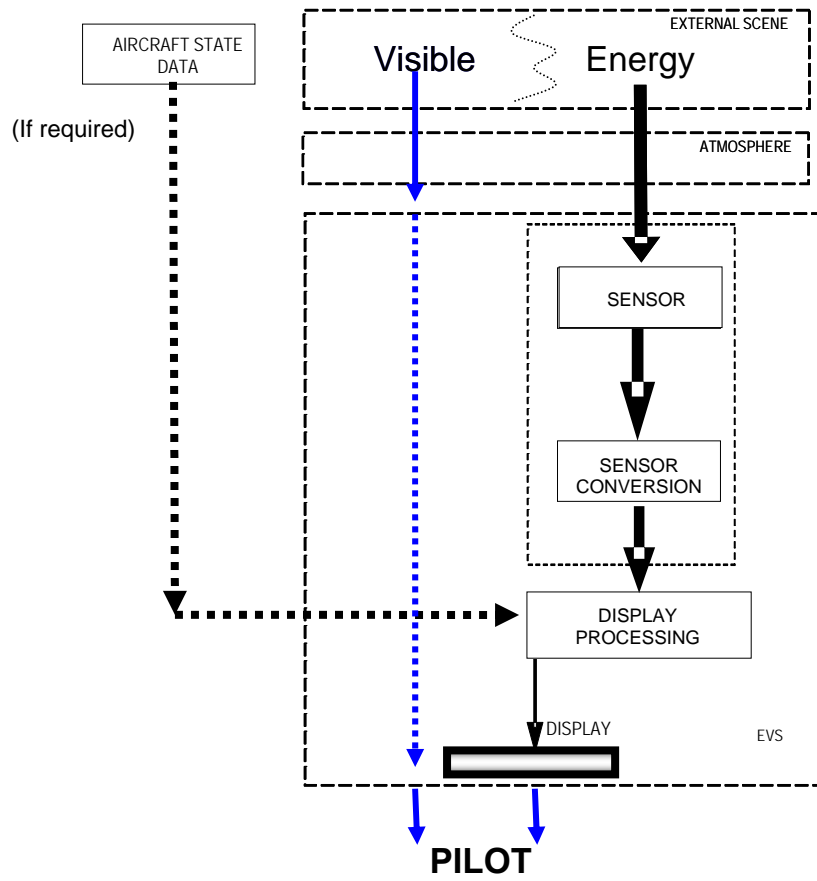 EXTERNAL SCENE
AIRCRAFT STATE
DATA
Visible
Energy
(If required)
ATMOSPHERE
SENSOR
SENSOR
CONVERSION
DISPLAY
PROCESSING
DISPLAY
EVS
PILOT